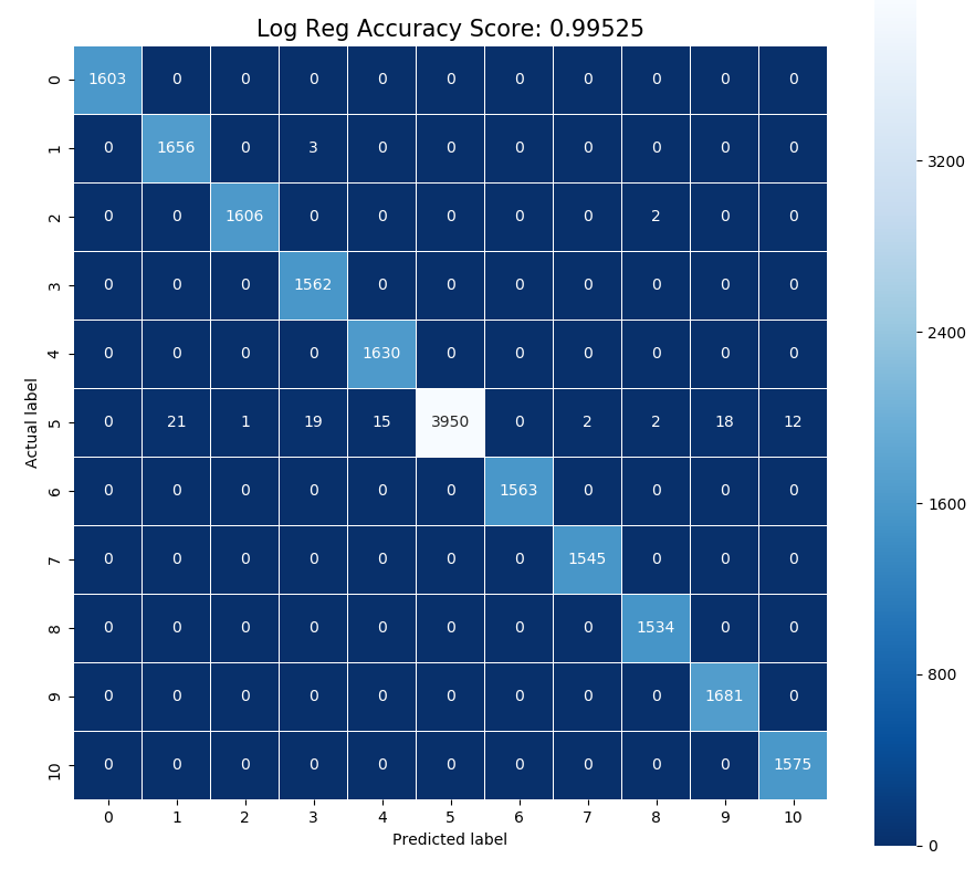 Log Reg Accuracy Score: 0.99525
0 1603 0 0 0 0 0 0 0 0 0 0
1 0 1656 0 3 0 0 0 0 0 0 0
2 0 0 1606 0 0 0 0 0 2 0 0
3 0 0 0 1562 0 0 0 0 0 0 0
4 0 0 0 0 1630 0 0 0 0 0 0
5 0 21 1 19 15 3950 0 2 2 18 12
6 0 0 0 0 0 0 1563 0 0 0 0
7 0 0 0 0 0 0 0 1545 0 0 0
8 0 0 0 0 0 0 0 0 1534 0 0
9 0 0 0 0 0 0 0 0 0 1681 0
10 0 0 0 0 0 0 0 0 0 0 1575
0 1 2 3 4 5 6 7 8 9 10
Predicted label
Actual label
3200
2400
1600
800
0